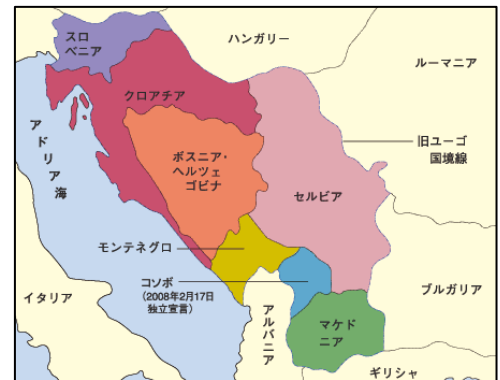 スロ
ベニア
ハンガリー
ルーマニア
クロアチア
アドリア海
ボスニア・
ヘルツェ
ゴビナ
旧ユーゴ
国境線
セルビア
モンテネグロ
コソボ
(2008年2月17日
独立宣言)
イタリア
アルバニア
マケド
ニア
ブルガリア
ギリシャ